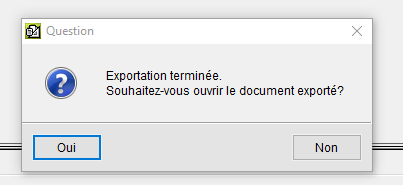 Question
Exportation terminée.
Souhaitez-vous ouvrir le document exporté?
Oui
Non